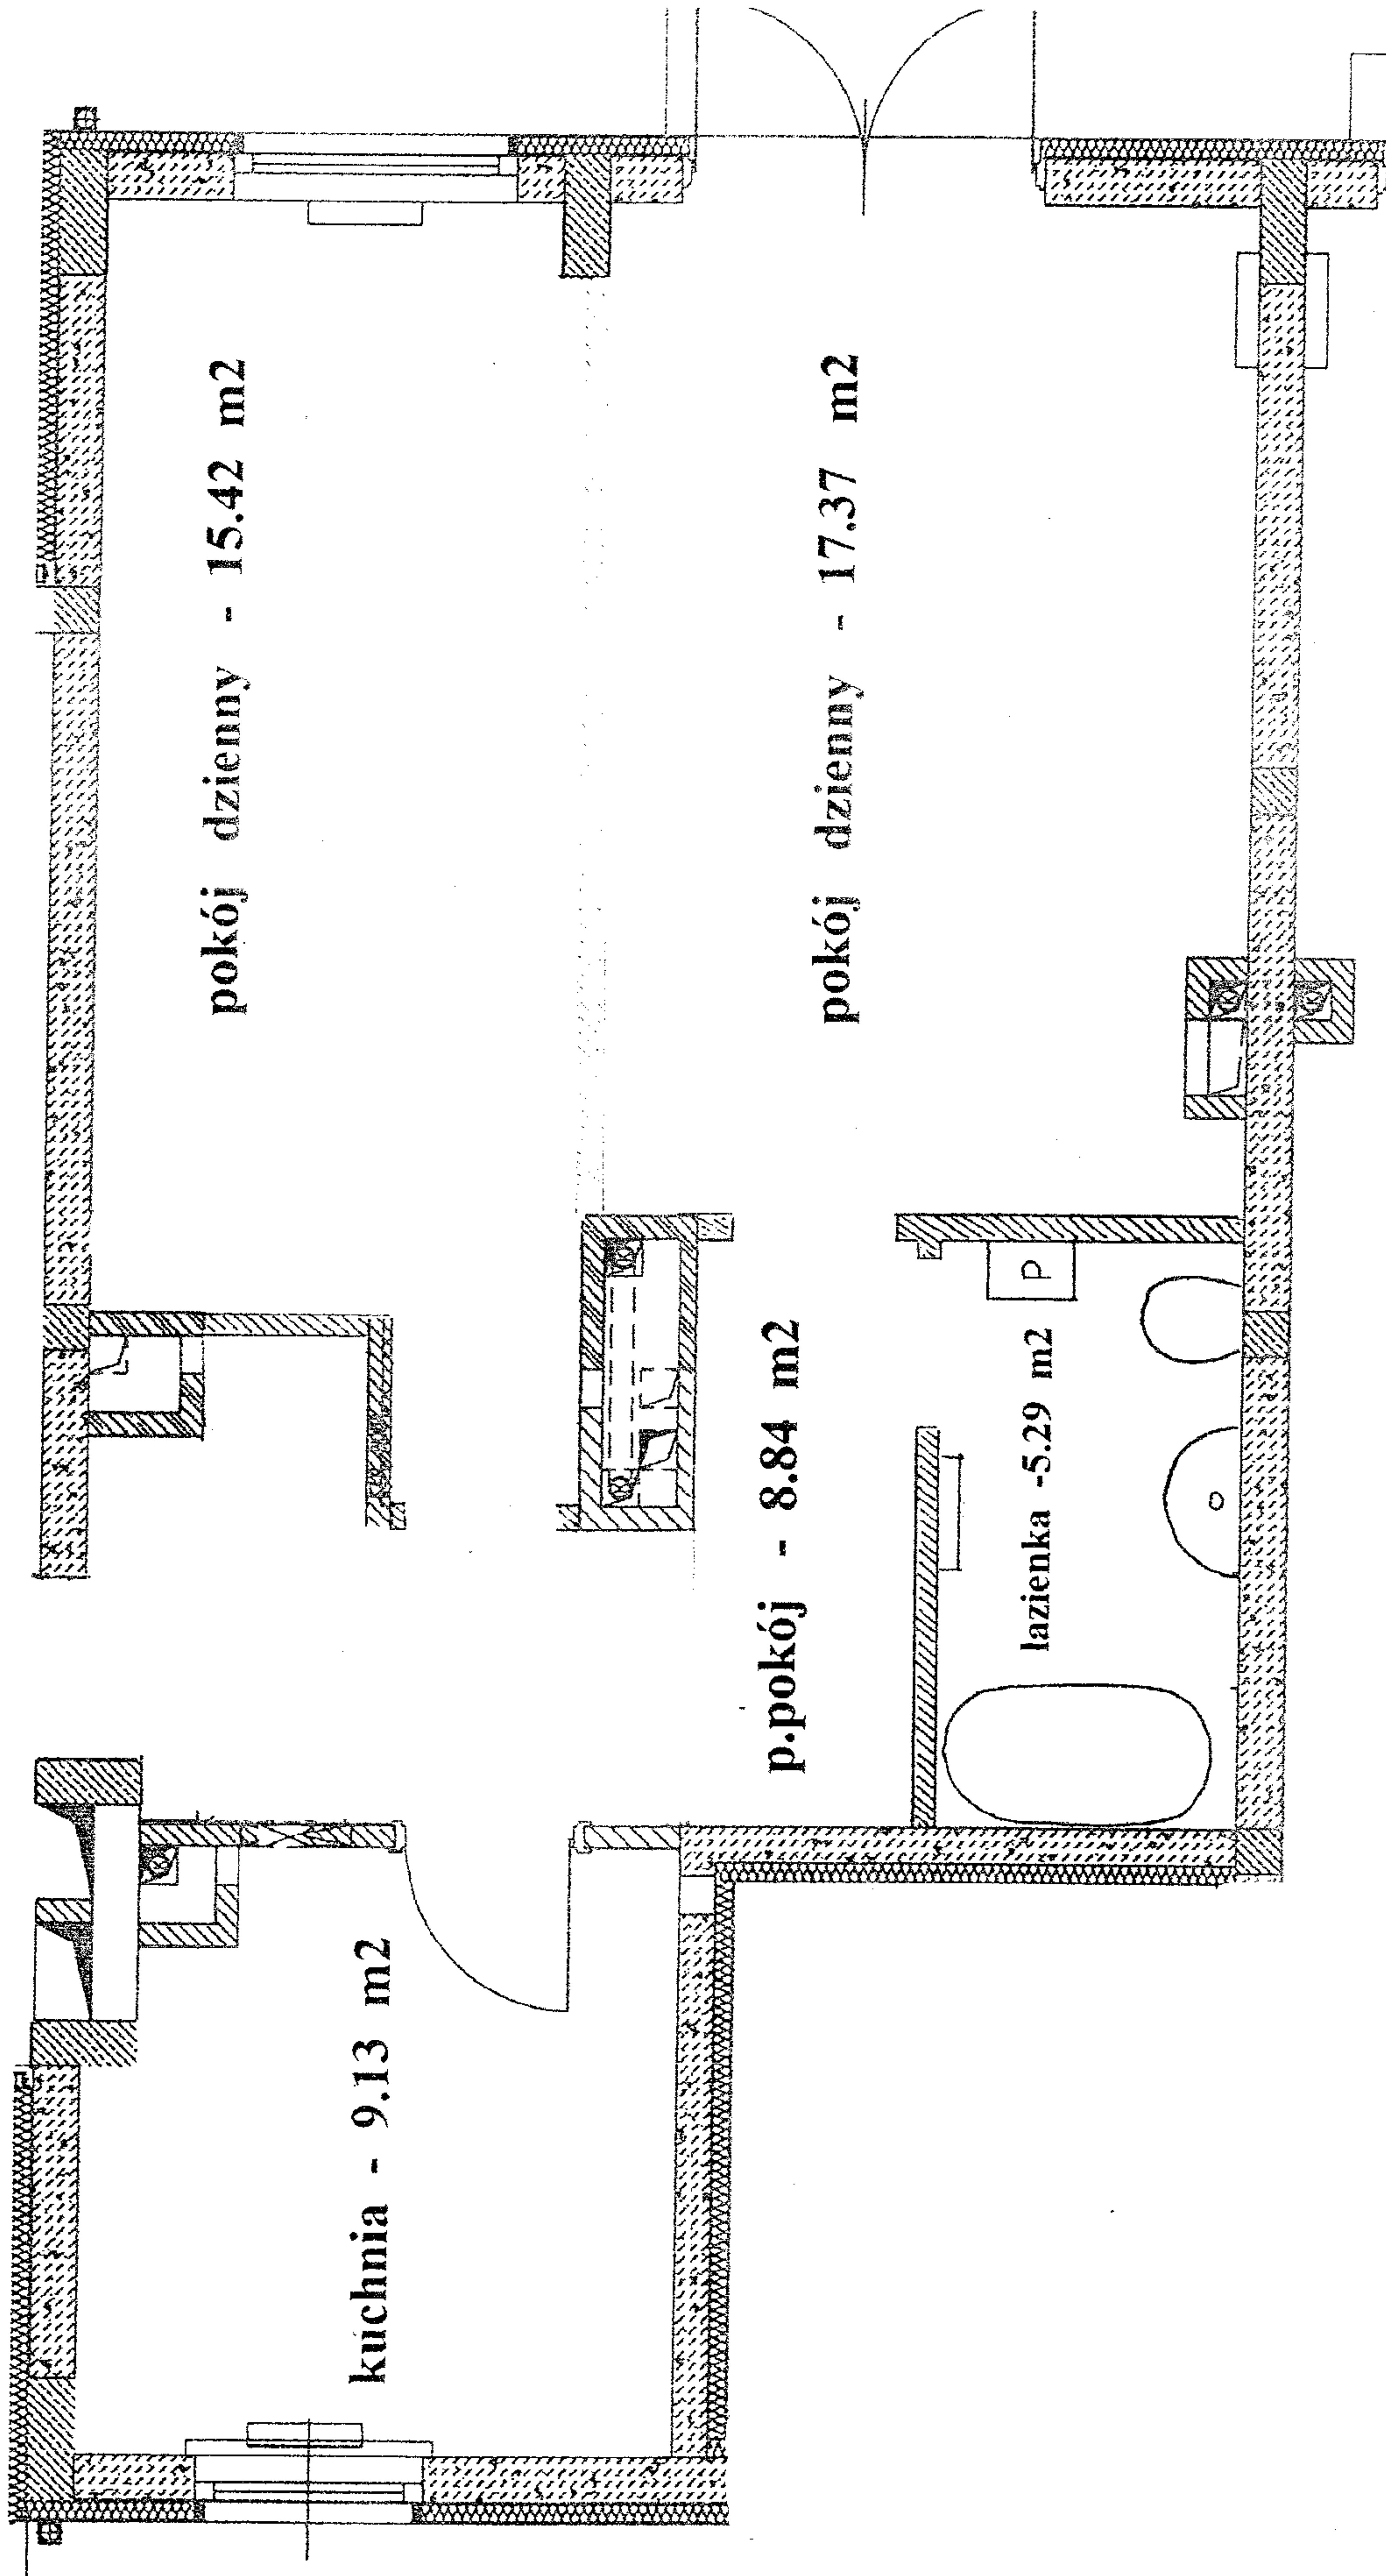 pokój dzienny - 15.42 m2
pokój dzienny - 17.37 m2
p.pokój - 8.84 m2
P
łazienka -5.29 m2
kuchnia - 9.13 m2